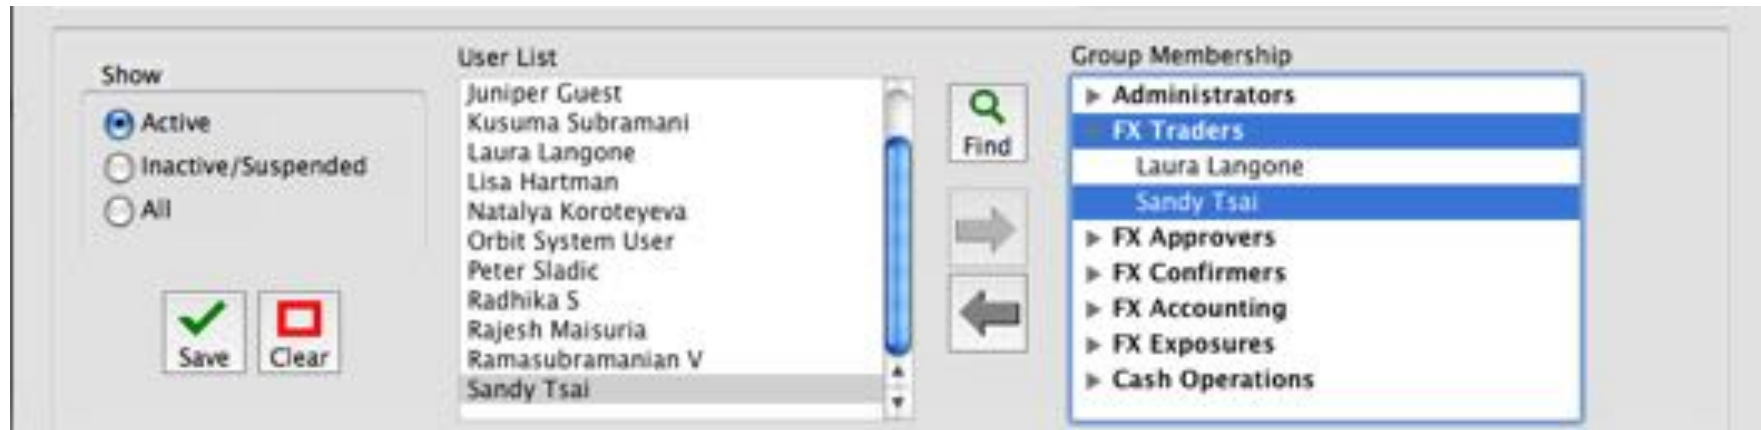 Show
Active
Inactive/Suspended
All
Save
Clear
User List
Juniper Guest
Kusuma Subramani
Laura Langone
Lisa Hartman
Natalya Koroteyeva
Orbit System User
Peter Sladic
Radhika S
Rajesh Maisuria
Ramasubramanian V
Sandy Tsai
Find
Group Membership
Administrators
FX Traders
Laura Langone
Sandy Tsai
FX Approvers
FX Confirmers
FX Accounting
FX Exposures
Cash Operations